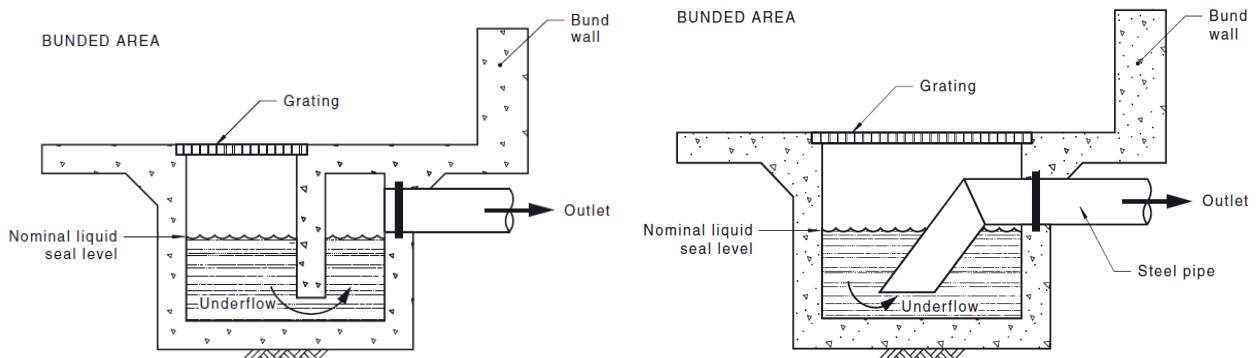 BUNDED AREA
Bund
wall
Grating
Outlet
Nominal liquid
seal level
Underflow
BUNDED AREA
Bund
wall
Grating
Outlet
Nominal liquid
seal level
Steel pipe
Underflow